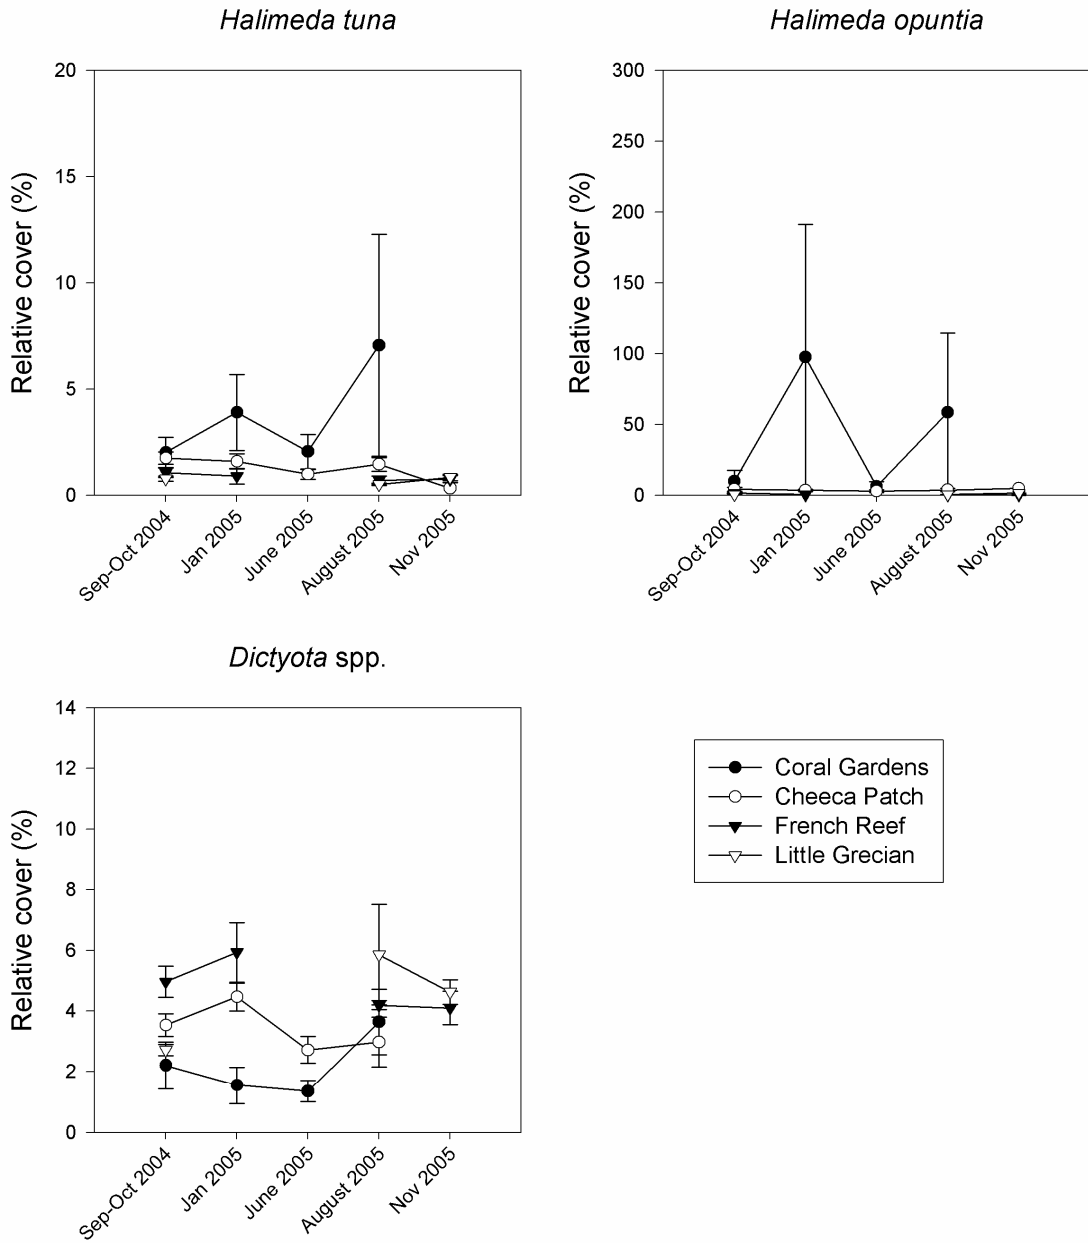 Halimeda tuna
Halimeda opuntia
Relative cover (%)
20
15
10
5
0
Sep-Oct 2004
Jan 2005
June 2005
August 2005
Nov 2005
Relative cover (%)
300
250
200
150
100
50
0
Sep-Oct 2004
Jan 2005
June 2005
August 2005
Nov 2005
Dictyota spp.
Relative cover (%)
14
12
10
8
6
4
2
0
Sep-Oct 2004
Jan 2005
June 2005
August 2005
Nov 2005
Coral Gardens
Cheeca Patch
French Reef
Little Grecian